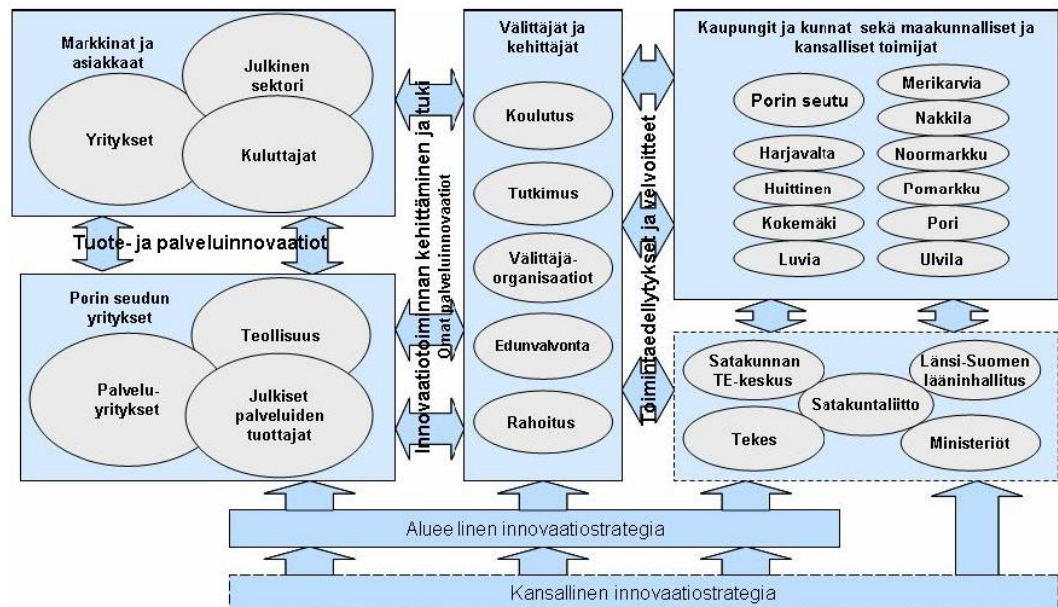 Markkinat ja
asiakkaat
Julkinen
sektori
Yritykset
Kuluttajat
Tuote- ja palveluinnovaatiot
Porin seudun
yritykset
Teollisuus
Palvelu-
yritykset
Julkiset
palveluiden
tuottajat
Innovaatiotoiminnan kehittäminen ja tuki
Omat palveluinnovaatiot
Välittäjät ja
kehittäjät
Koulutus
Tutkimus
Välittäjä-
organisaatiot
Edunvalvonta
Rahoitus
Toimintaedellytykset ja velvoitteet
Kaupungit ja kunnat sekä maakunnalliset ja
kansalliset toimijat
Porin seutu
Harjavalta
Huittinen
Kokemäki
Luvia
Merikarvia
Nakkila
Noormarkku
Pomarkku
Pori
Ulvila
Satakunnan
TE-keskus
Länsi-Suomen
lääninhallitus
Satakuntaliitto
Tekes
Ministeriöt
Alueelinen innovaatiostrategia
Kansallinen innovaatiostrategia